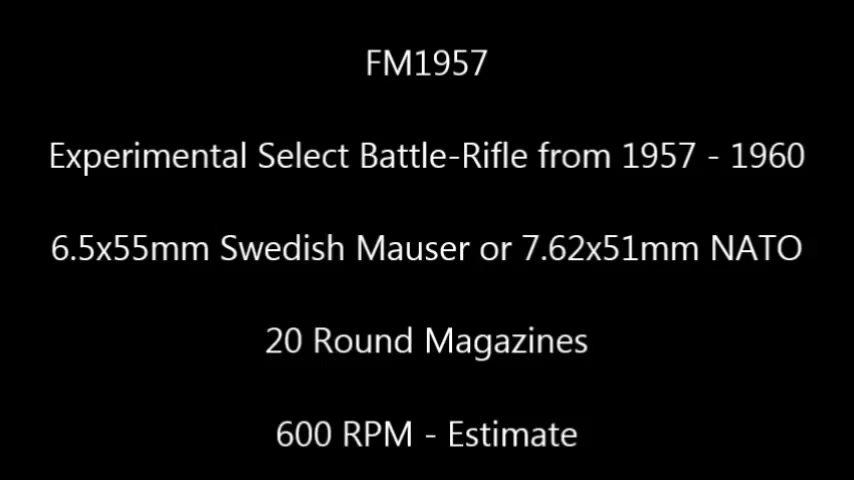 FM1957
Experimental Select Battle-Rifle from 1957 - 1960
6.5x55mm Swedish Mauser or 7.62x51mm NATO
20 Round Magazines
600 RPM - Estimate